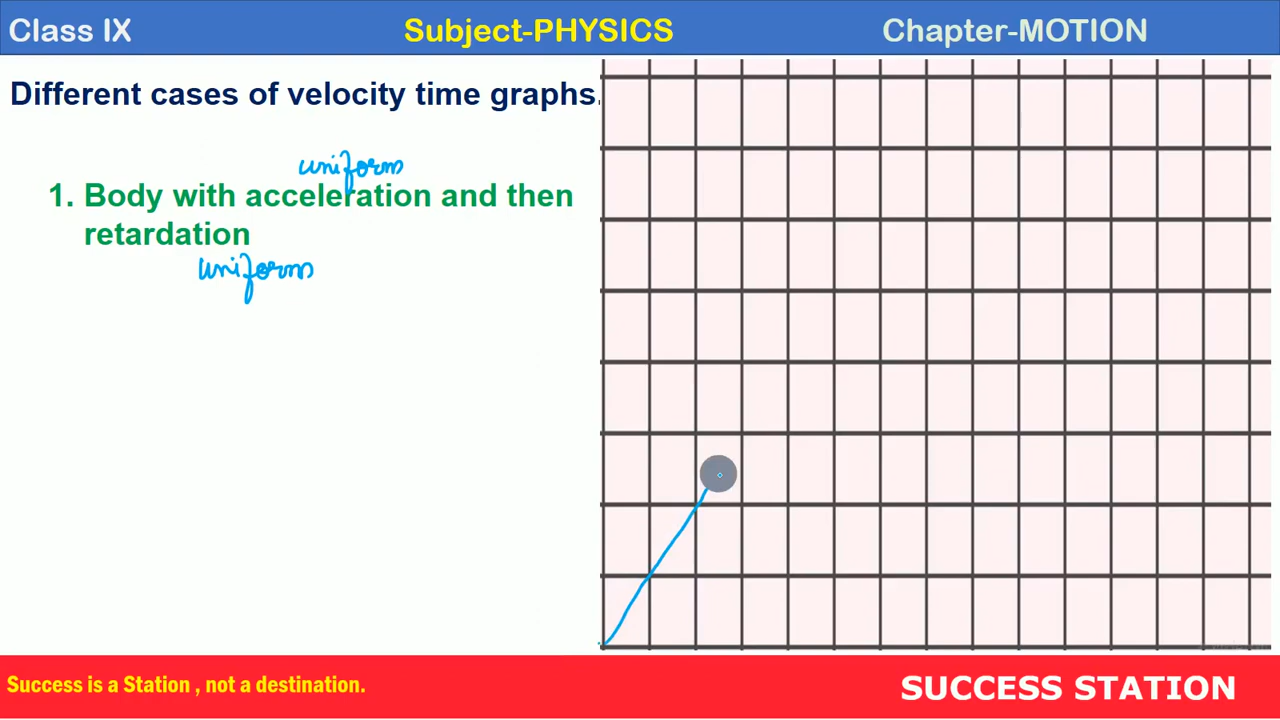 Class IX
Subject-PHYSICS
Chapter-MOTION
Different cases of velocity time graphs.
uniform
1. Body with acceleration and then
retardation
uniform
Success is a Station , not a destination.
SUCCESS STATION